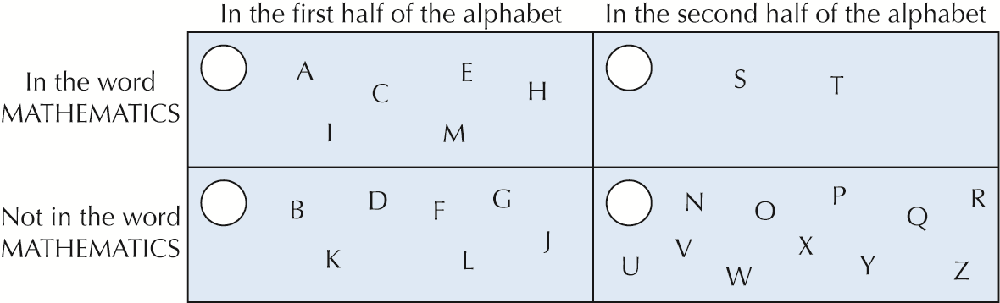 In the first half of the alphabet
In the second half of the alphabet
In the word
MATHEMATICS
A
E
C
H
I
M
S
T
Not in the word
MATHEMATICS
B
D
F
G
J
K
L
N
O
P
Q
R
U
V
W
X
Y
Z